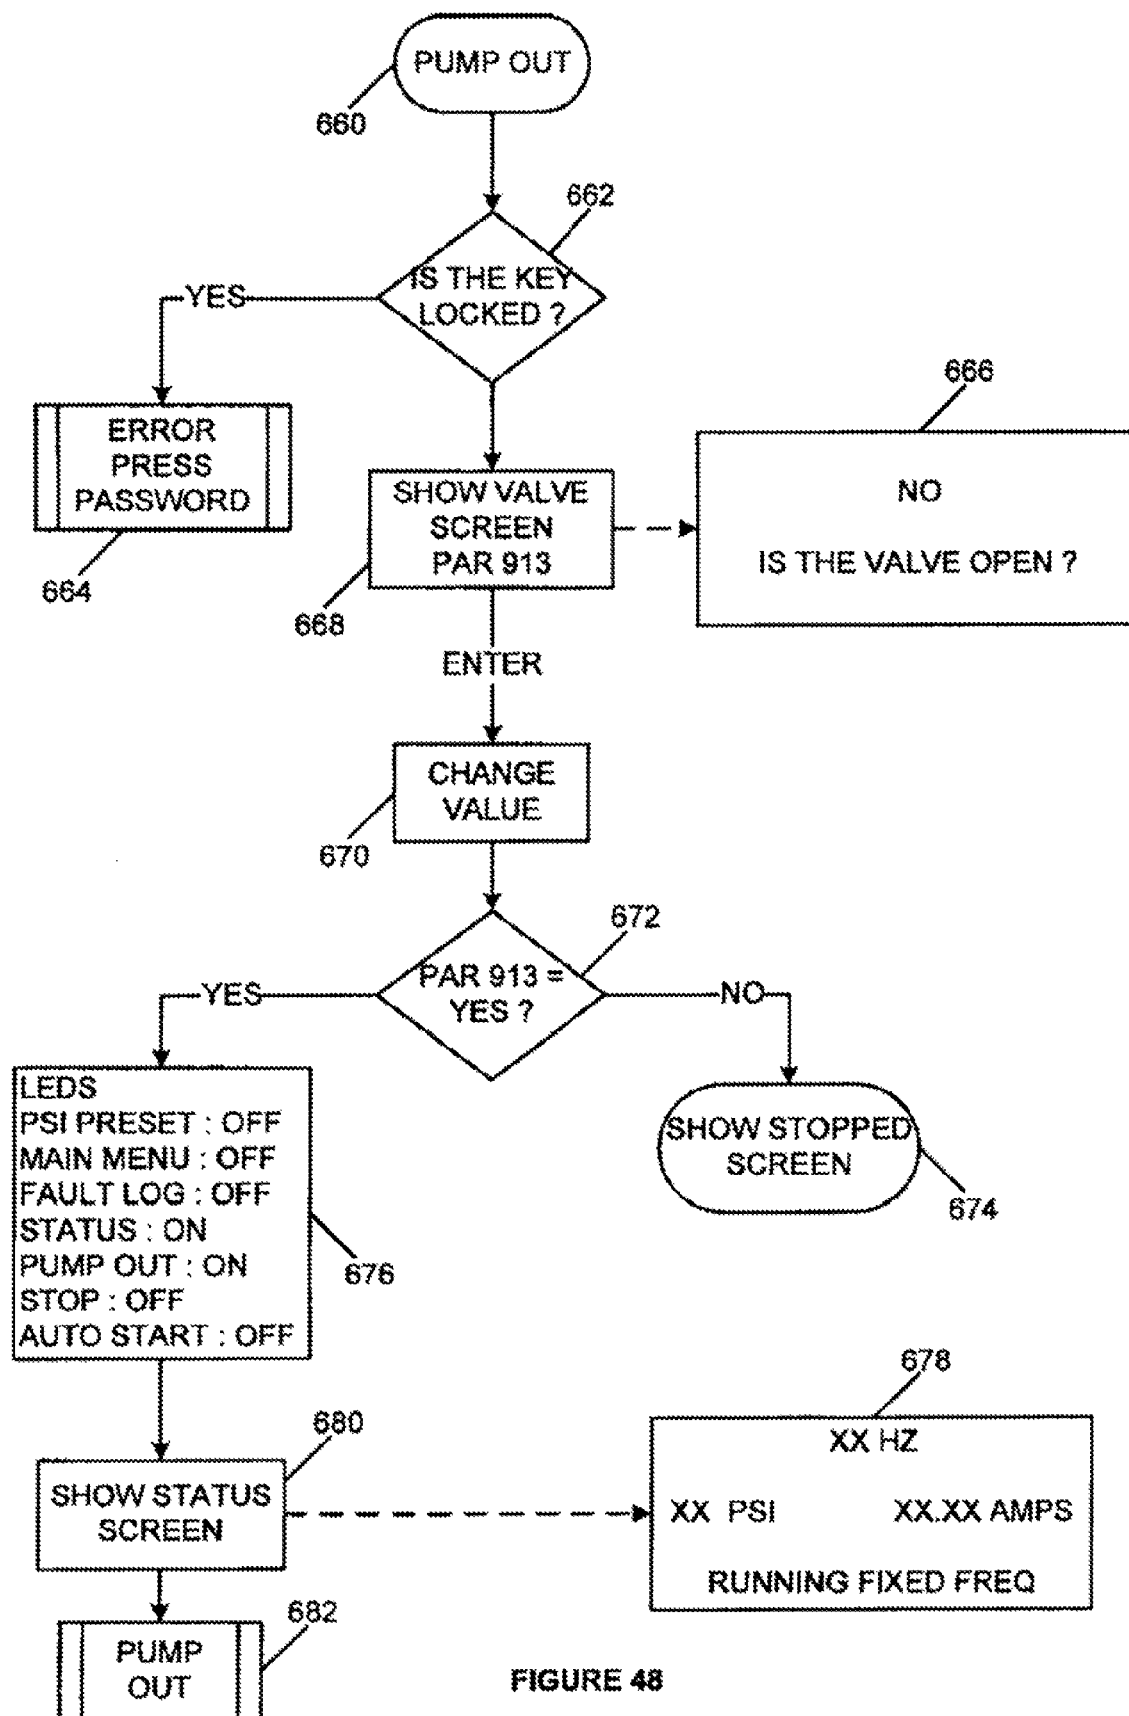 PUMP OUT
660
662
IS THE KEY
LOCKED ?
YES
ERROR
PRESS
PASSWORD
664
666
NO
IS THE VALVE OPEN ?
SHOW VALVE
SCREEN
PAR 913
668
ENTER
CHANGE
VALUE
670
672
PAR 913 =
YES ?
YES
NO
LEDS
PSI PRESET : OFF
MAIN MENU : OFF
FAULT LOG : OFF
STATUS : ON
PUMP OUT : ON
STOP : OFF
AUTO START : OFF
676
SHOW STOPPED
SCREEN
674
678
XX HZ
XX PSI XX.XX AMPS
RUNNING FIXED FREQ
680
SHOW STATUS
SCREEN
682
PUMP
OUT
FIGURE 48